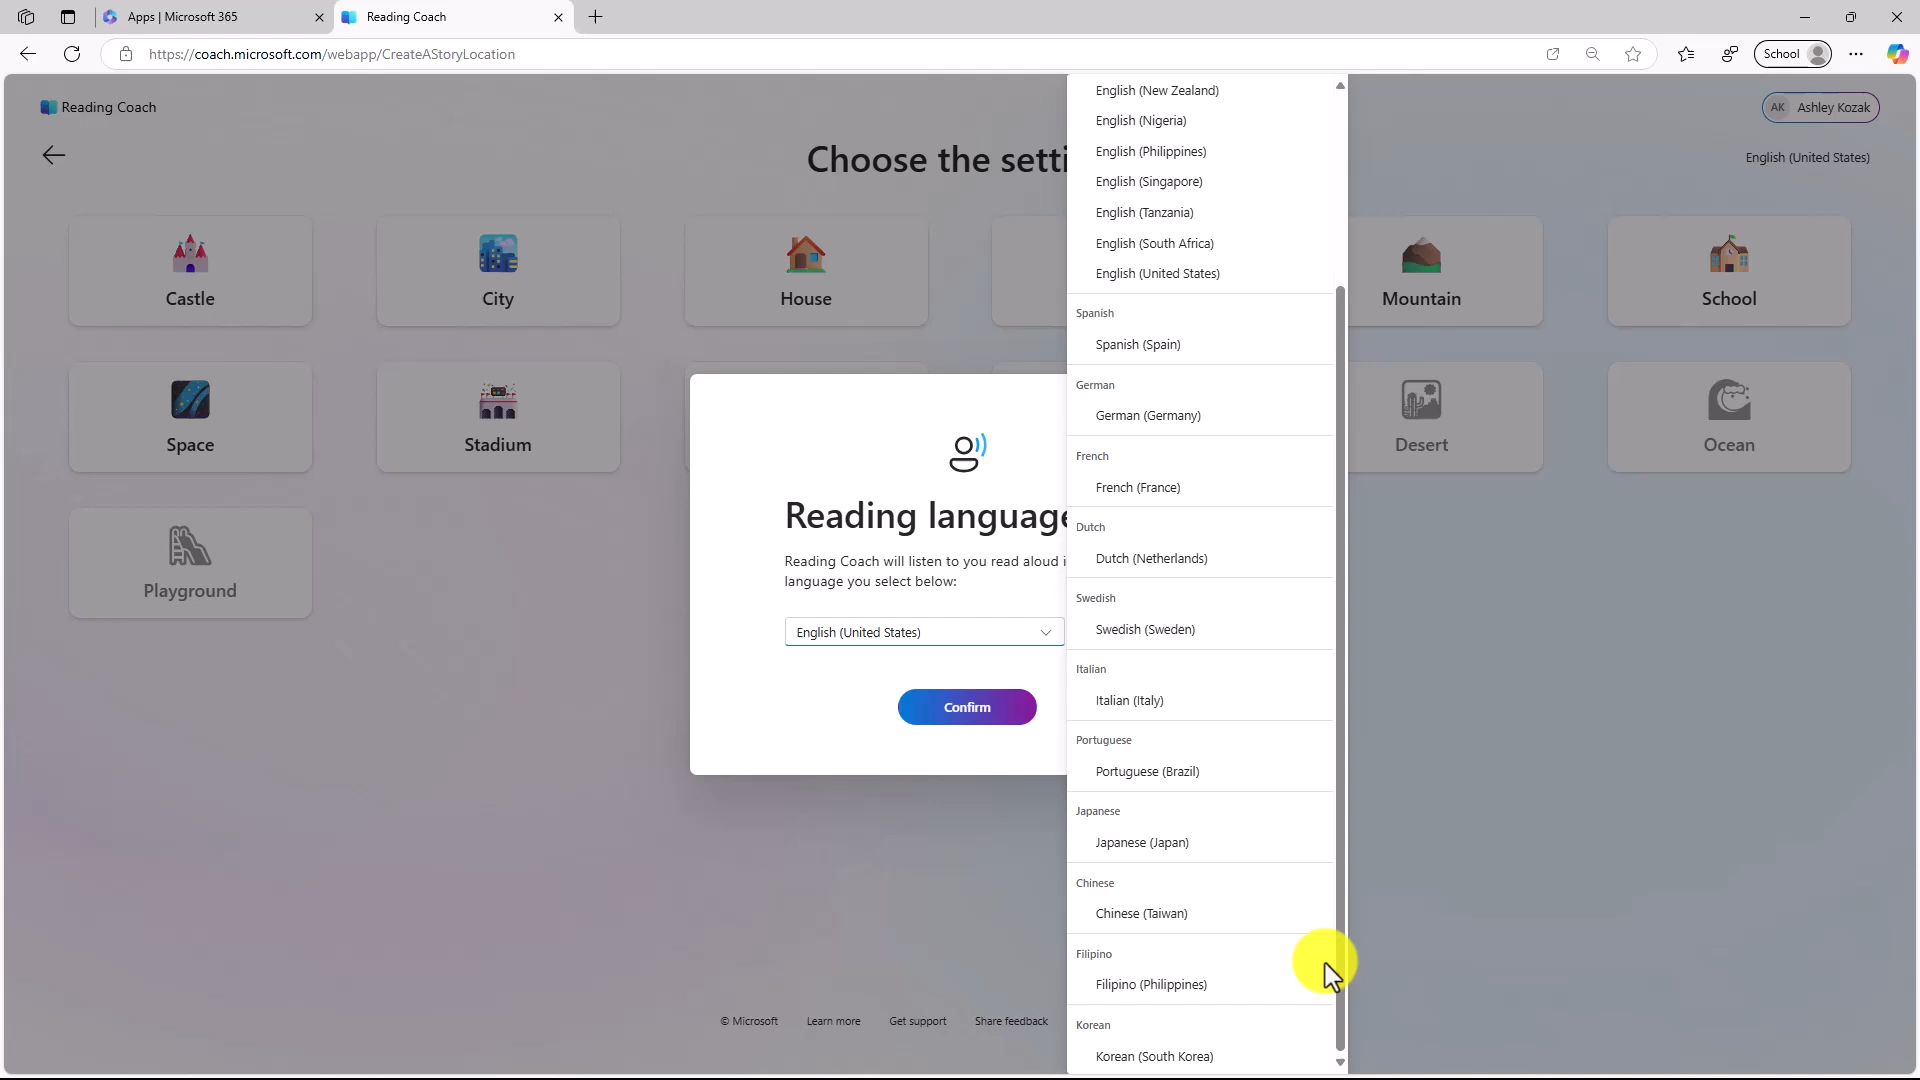 Apps | Microsoft 365
Reading Coach
https://coach.microsoft.com/webapp/CreateAStoryLocation
School
Reading Coach
AK Ashley Kozak
Choose the setti
English (United States)
Castle
City
House
Mountain
School
Space
Stadium
Desert
Ocean
Playground
Reading language
Reading Coach will listen to you read aloud i
language you select below:
English (United States)
Confirm
English (New Zealand)
English (Nigeria)
English (Philippines)
English (Singapore)
English (Tanzania)
English (South Africa)
English (United States)
Spanish
Spanish (Spain)
German
German (Germany)
French
French (France)
Dutch
Dutch (Netherlands)
Swedish
Swedish (Sweden)
Italian
Italian (Italy)
Portuguese
Portuguese (Brazil)
Japanese
Japanese (Japan)
Chinese
Chinese (Taiwan)
Filipino
Filipino (Philippines)
Korean
Korean (South Korea)
© Microsoft
Learn more
Get support
Share feedback